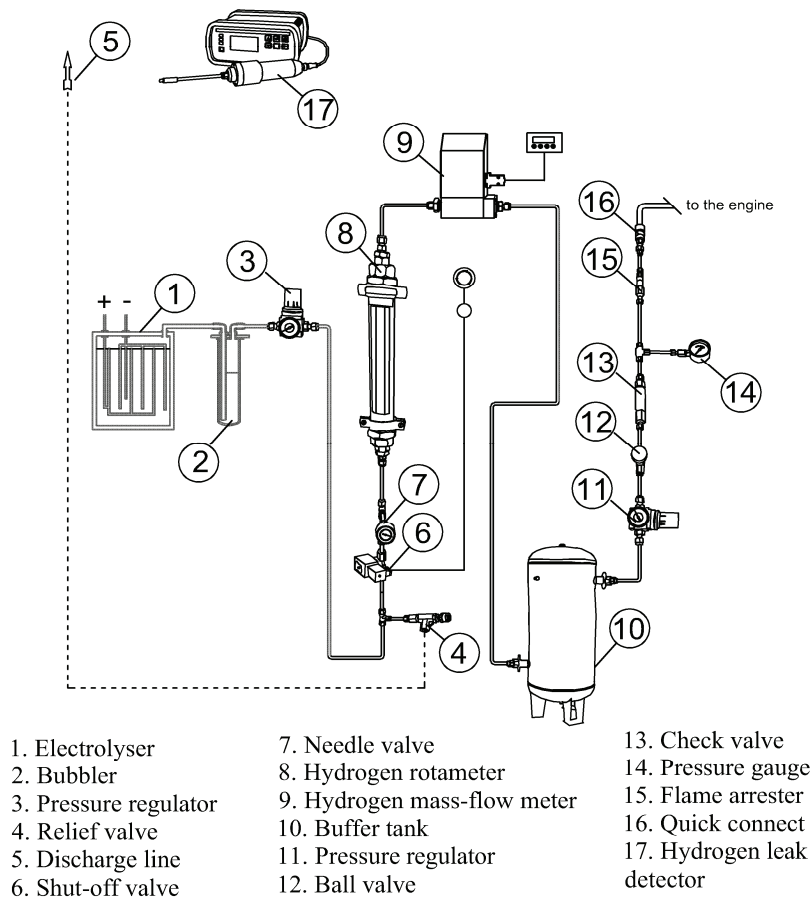 5
17
9
16
to the engine
8
3
15
1
+ -
13
14
2
12
7
11
6
4
10
1. Electrolyser
2. Bubbler
3. Pressure regulator
4. Relief valve
5. Discharge line
6. Shut-off valve
7. Needle valve
8. Hydrogen rotameter
9. Hydrogen mass-flow meter
10. Buffer tank
11. Pressure regulator
12. Ball valve
13. Check valve
14. Pressure gauge
15. Flame arrester
16. Quick connect
17. Hydrogen leak
detector